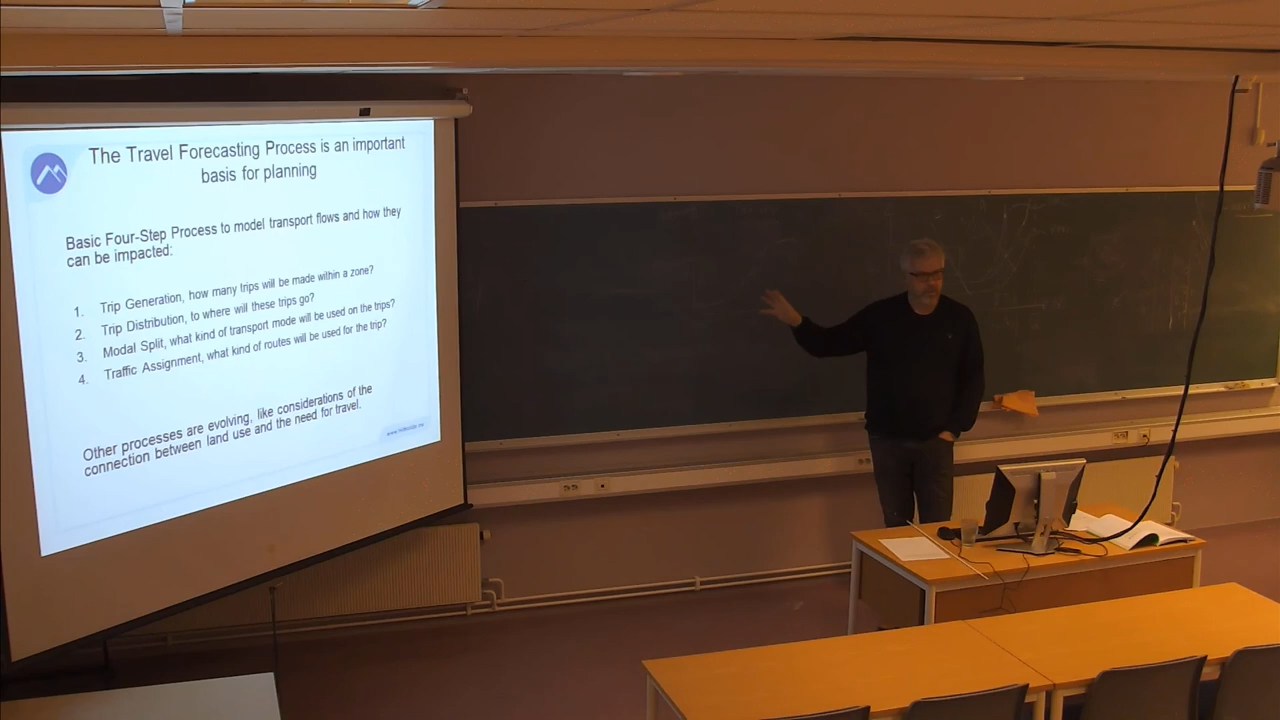 The Travel Forecasting Process is an important
basis for planning
Basic Four-Step Process to model transport flows and how they
can be impacted:
1. Trip Generation, how many trips will be made within a zone?
2. Trip Distribution, to where will these trips go?
3. Modal Split, what kind of transport mode will be used on the trips?
4. Traffic Assignment, what kind of routes will be used for the trip?
Other processes are evolving, like considerations of the
connection between land use and the need for travel.